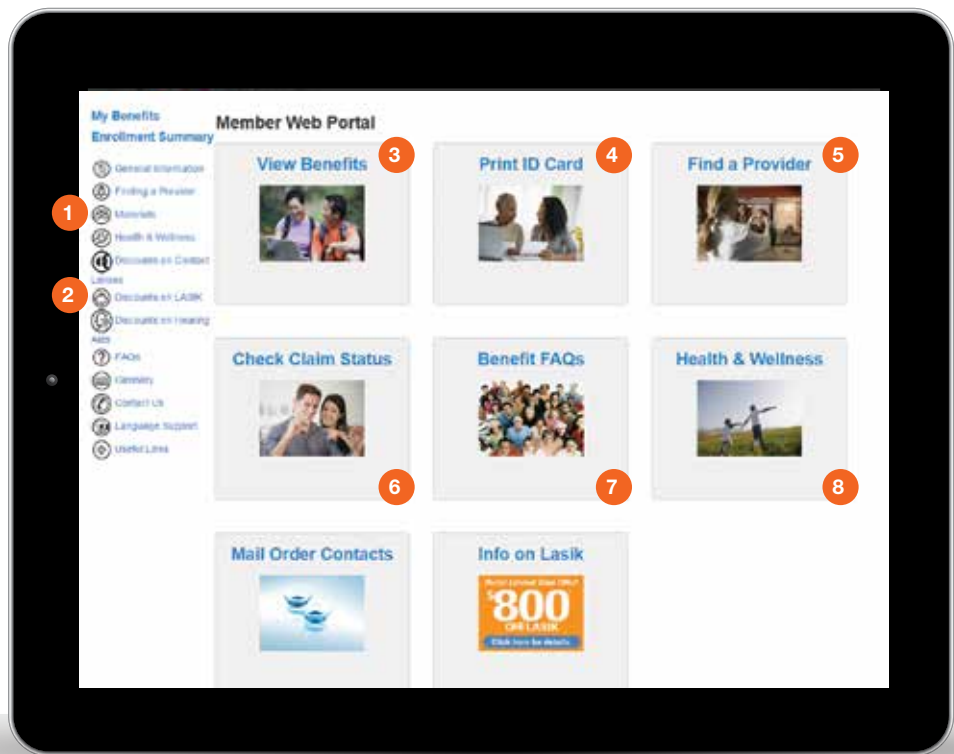 My Benefits
Enrollment Summary
General Information
Finding a Provider
1
Materials
Health & Wellness
Discounts on Contact
Lenses
2
Discounts on LASIK
Discounts on Hearing
Aids
FAQs
Glossary
Contact Us
Language Support
Useful Links
Member Web Portal
View Benefits
3
Print ID Card
4
Find a Provider
5
Check Claim Status
6
Benefit FAQs
7
Health & Wellness
8
Mail Order Contacts
Info on Lasik
$800
OFF LASIK
Click here for details